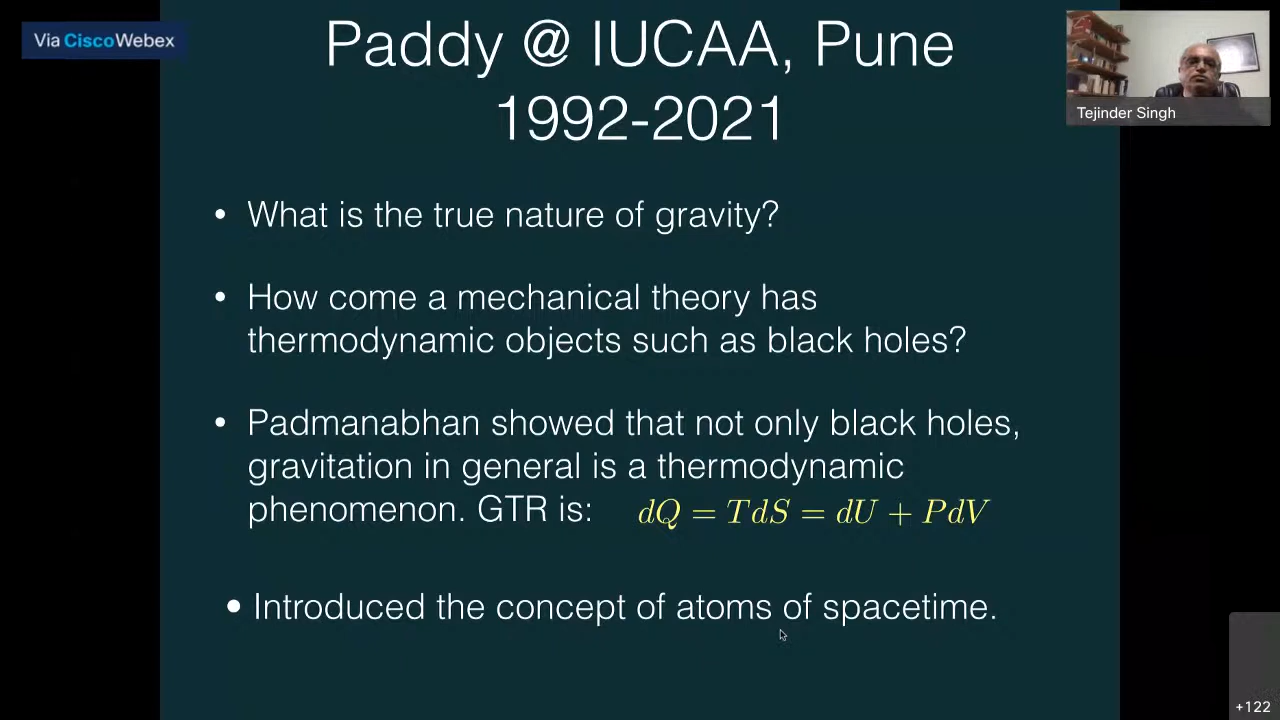 Via CiscoWebex
Paddy @ IUCAA, Pune
1992-2021
Tejinder Singh
• What is the true nature of gravity?
• How come a mechanical theory has
thermodynamic objects such as black holes?
• Padmanabhan showed that not only black holes,
gravitation in general is a thermodynamic
phenomenon. GTR is: dQ = TdS = dU + PdV
• Introduced the concept of atoms of spacetime.
+122